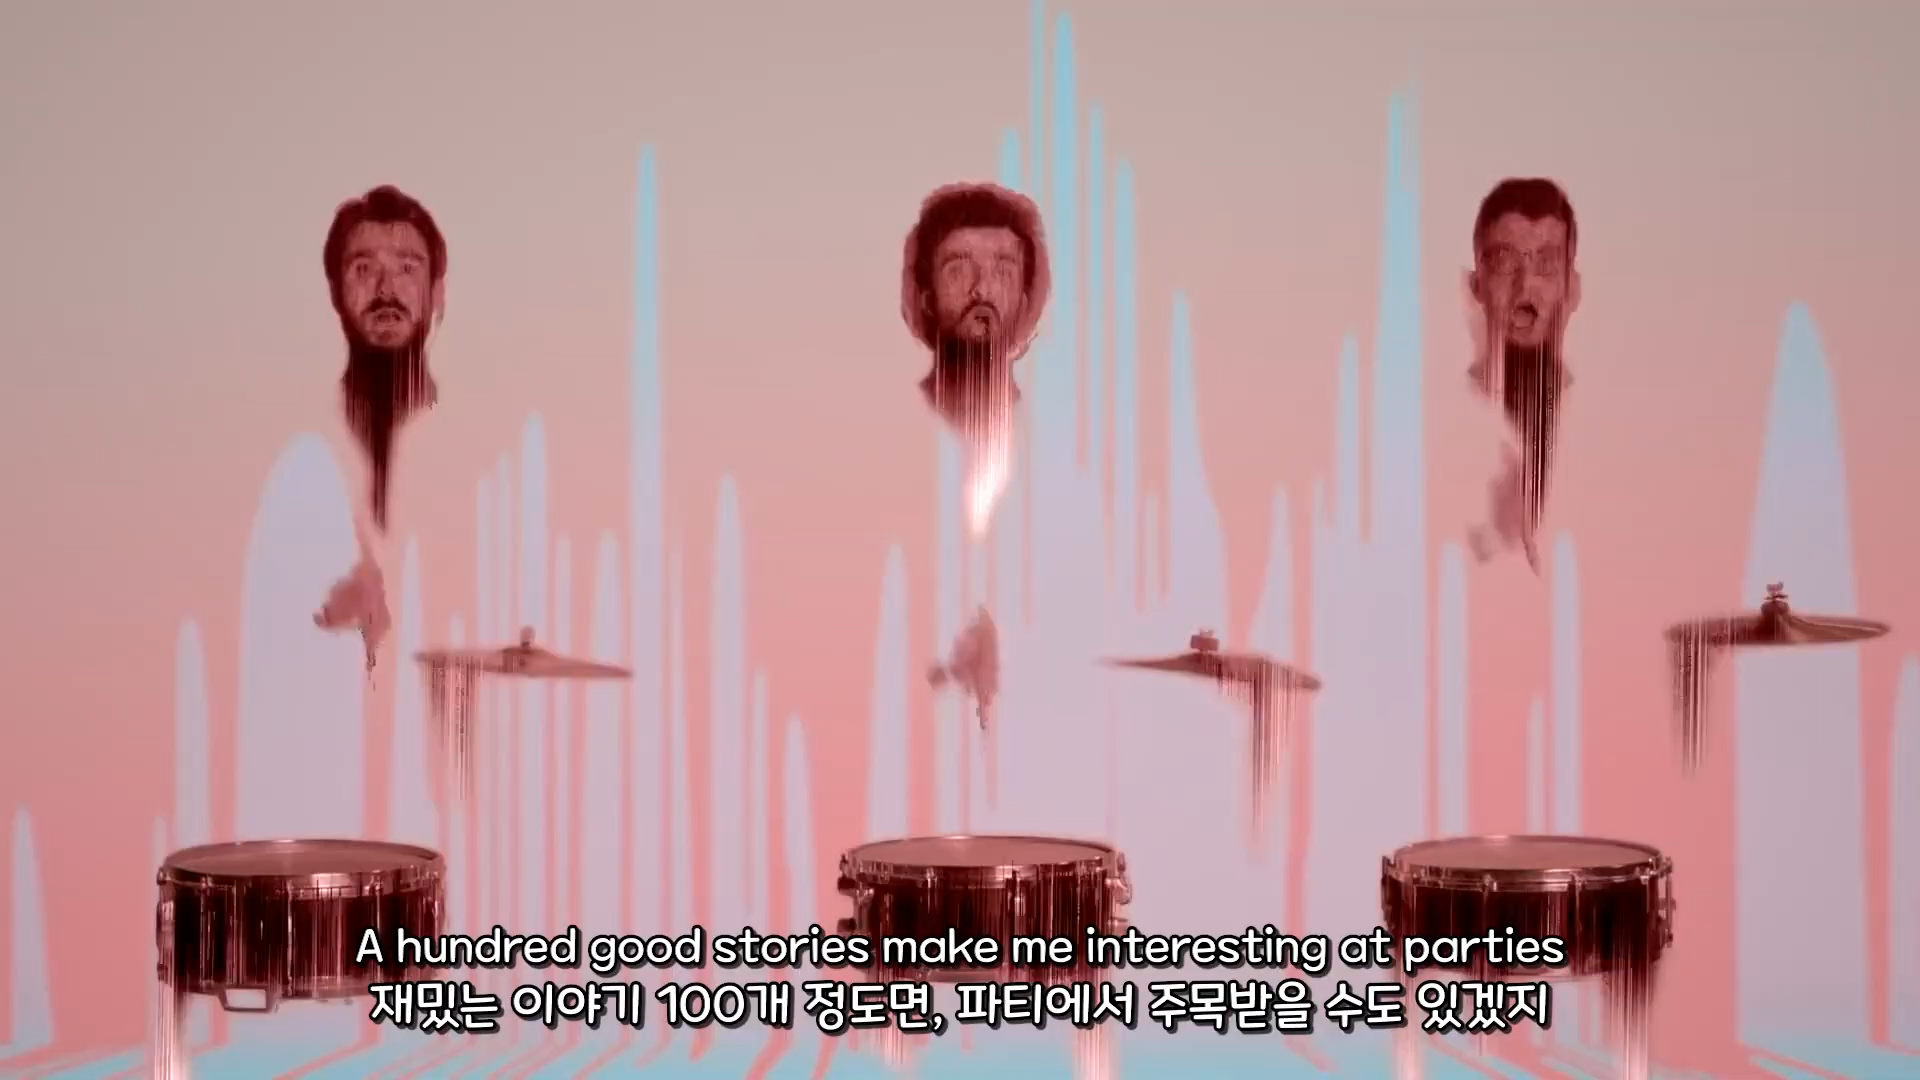 A hundred good stories make me interesting at parties
재밌는 이야기 100개 정도면, 파티에서 주목받을 수도 있겠지